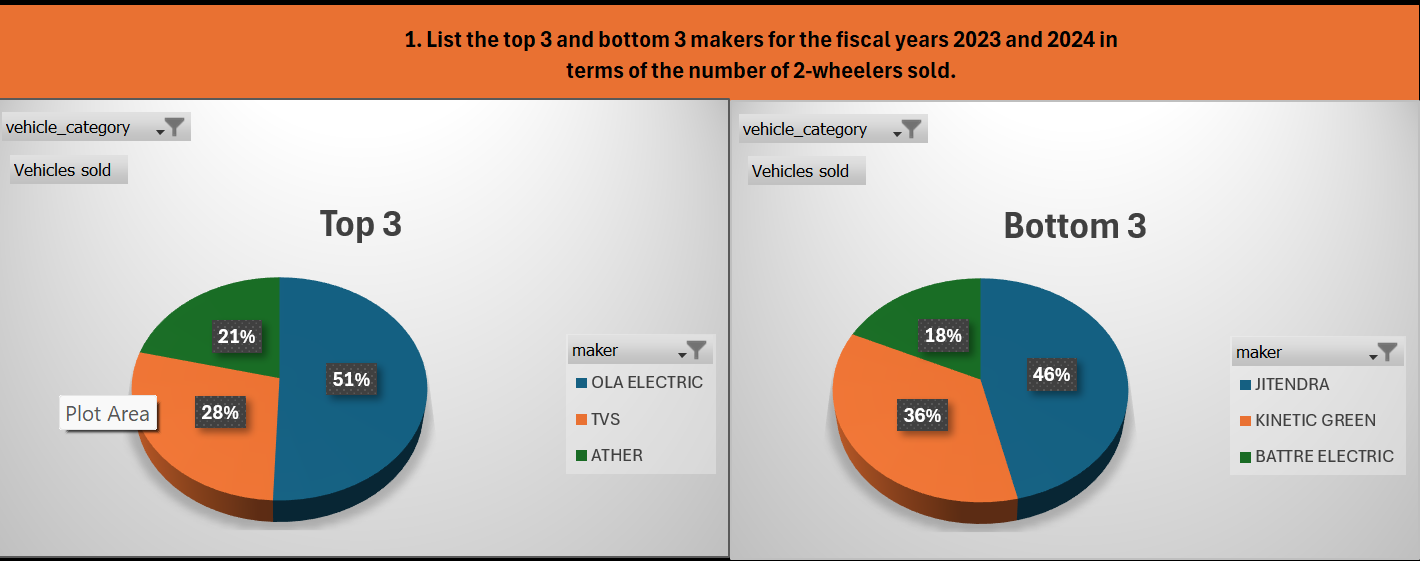 1. List the top 3 and bottom 3 makers for the fiscal years 2023 and 2024 in
terms of the number of 2-wheelers sold.
vehicle_category
Vehicles sold
Top 3
21%
51%
28%
Plot Area
maker
OLA ELECTRIC
TVS
ATHER
vehicle_category
Vehicles sold
Bottom 3
18%
46%
36%
maker
JITENDRA
KINETIC GREEN
BATTRE ELECTRIC